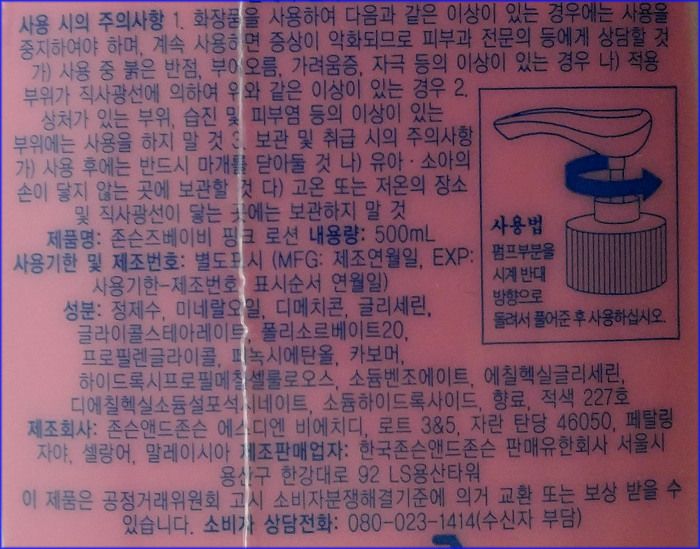 사용 시의 주의사항 1. 화장품을 사용하여 다음과 같은 이상이 있는 경우에는 사용을
중지하여야 하며, 계속 사용하면 증상이 악화되므로 피부과 전문의 등에게 상담할 것
가) 사용 중 붉은 반점, 부어오름, 가려움증, 자극 등의 이상이 있는 경우 나) 적용
부위가 직사광선에 의하여 위와 같은 이상이 있는 경우 2.
상처가 있는 부위, 습진 및 피부염 등의 이상이 있는
부위에는 사용을 하지 말 것 3. 보관 및 취급 시의 주의사항
가) 사용 후에는 반드시 마개를 닫아둘 것 나) 유아·소아의
손이 닿지 않는 곳에 보관할 것 다) 고온 또는 저온의 장소
및 직사광선이 닿는 곳에는 보관하지 말 것
제품명: 존슨즈베이비 핑크 로션 내용량: 500mL
사용기한 및 제조번호: 별도표시 (MFG: 제조연월일, EXP:
사용기한-제조번호, 표시순서 연월일)
성분: 정제수, 미네랄오일, 디메치콘, 글리세린,
글라이콜스테아레이트, 폴리소르베이트20,
프로필렌글라이콜, 페녹시에탄올, 카보머,
하이드록시프로필메칠셀룰로오스, 소듐벤조에이트, 에칠헥실글리세린,
디에칠헥실소듐설포석시네이트, 소듐하이드록사이드, 향료, 적색 227호
제조회사: 존슨앤드존슨 에스디엔 비에치디, 로트 3&5, 자란 탄당 46050, 페탈링
자야, 셀랑어, 말레이시아 제조판매업자: 한국존슨앤드존슨 판매유한회사 서울시
용산구 한강대로 92 LS용산타워
이 제품은 공정거래위원회 고시 소비자분쟁해결기준에 의거 교환 또는 보상 받을 수
있습니다. 소비자 상담전화: 080-023-1414(수신자 부담)
사용법
펌프부분을
시계 반대
방향으로
돌려서 풀어준 후 사용하십시오.